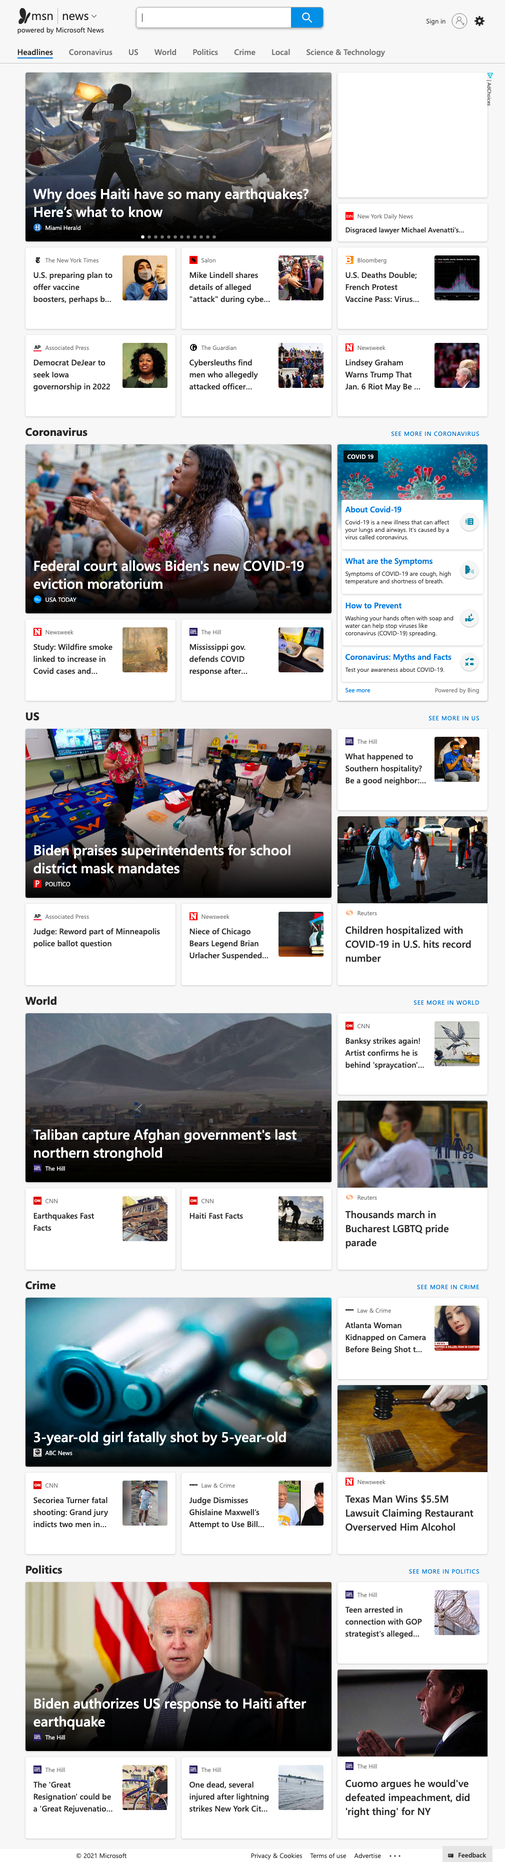 msn | news
powered by Microsoft News
Sign in
Headlines Coronavirus US World Politics Crime Local Science & Technology
AdChoices
Why does Haiti have so many earthquakes?
Here's what to know
Miami Herald
New York Daily News
Disgraced lawyer Michael Avenatti's...
The New York Times
U.S. preparing plan to
offer vaccine
boosters, perhaps b...
Salon
Mike Lindell shares
details of alleged
"attack" during cybe...
Bloomberg
U.S. Deaths Double;
French Protest
Vaccine Pass: Virus...
Associated Press
Democrat DeJear to
seek Iowa
governorship in 2022
The Guardian
Cybersleuths find
men who allegedly
attacked officer...
Newsweek
Lindsey Graham
Warns Trump That
Jan. 6 Riot May Be ...
Coronavirus
SEE MORE IN CORONAVIRUS
Federal court allows Biden's new COVID-19
eviction moratorium
USA TODAY
COVID 19
About Covid-19
Covid-19 is a new illness that can affect
your lungs and airways. It's caused by a
virus called coronavirus.
What are the Symptoms
Symptoms of COVID-19 are cough, high
temperature and shortness of breath.
How to Prevent
Washing your hands often with soap and
water can help stop viruses like
coronavirus (COVID-19) spreading.
Coronavirus: Myths and Facts
Test your awareness about COVID-19.
See more
Powered by Bing
Newsweek
Study: Wildfire smoke
linked to increase in
Covid cases and...
The Hill
Mississippi gov.
defends COVID
response after...
US
SEE MORE IN US
Biden praises superintendents for school
district mask mandates
POLITICO
The Hill
What happened to
Southern hospitality?
Be a good neighbor:...
Reuters
Children hospitalized with
COVID-19 in U.S. hits record
number
Associated Press
Judge: Reword part of Minneapolis
police ballot question
Newsweek
Niece of Chicago
Bears Legend Brian
Urlacher Suspended...
World
SEE MORE IN WORLD
Taliban capture Afghan government's last
northern stronghold
The Hill
CNN
Banksy strikes again!
Artist confirms he is
behind 'spraycation'...
Reuters
Thousands march in
Bucharest LGBTQ pride
parade
CNN
Earthquakes Fast
Facts
CNN
Haiti Fast Facts
Crime
SEE MORE IN CRIME
3-year-old girl fatally shot by 5-year-old
ABC News
Law & Crime
Atlanta Woman
Kidnapped on Camera
Before Being Shot t...
Newsweek
Texas Man Wins $5.5M
Lawsuit Claiming Restaurant
Overserved Him Alcohol
CNN
Secoriea Turner fatal
shooting: Grand jury
indicts two men in...
Law & Crime
Judge Dismisses
Ghislaine Maxwell's
Attempt to Use Bill...
Politics
SEE MORE IN POLITICS
Biden authorizes US response to Haiti after
earthquake
The Hill
The Hill
Teen arrested in
connection with GOP
strategist's alleged...
The Hill
Cuomo argues he would've
defeated impeachment, did
'right thing' for NY
The Hill
The 'Great
Resignation' could be
a 'Great Rejuvenatio...
The Hill
One dead, several
injured after lightning
strikes New York Cit...
© 2021 Microsoft Privacy & Cookies Terms of use Advertise ...
Feedback